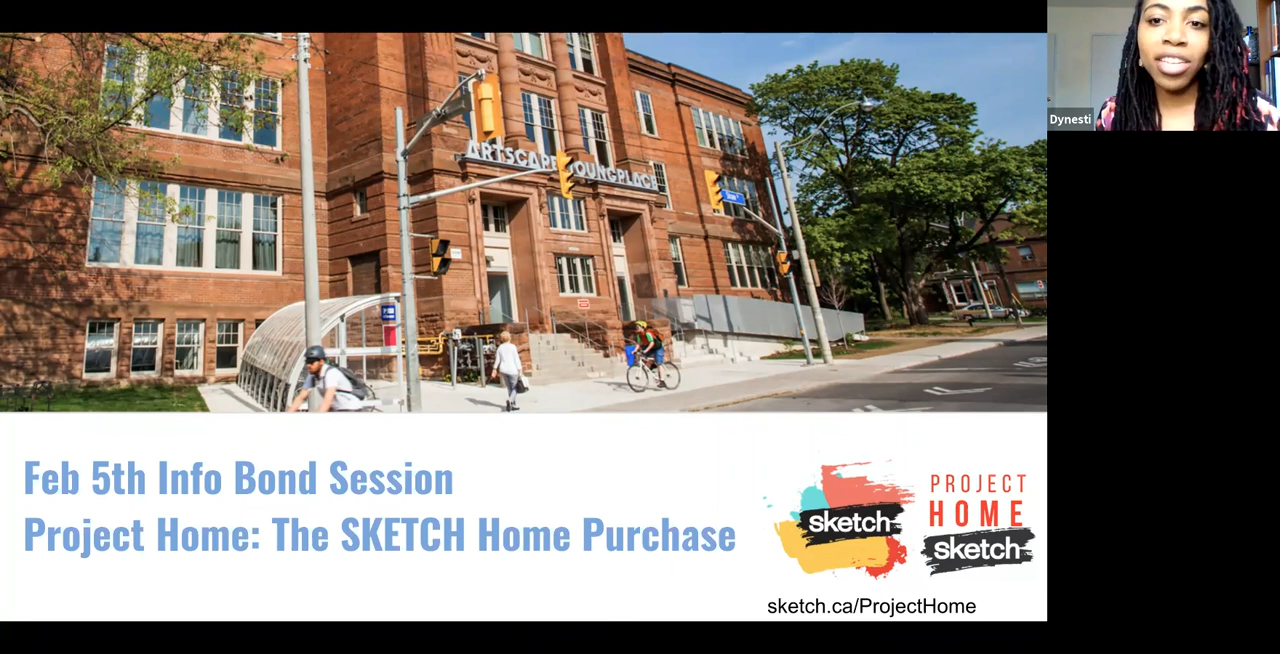 ARTSCAPE YOUNGPLACE
Dynesti
Feb 5th Info Bond Session
Project Home: The SKETCH Home Purchase
sketch
PROJECT
HOME
sketch
sketch.ca/ProjectHome